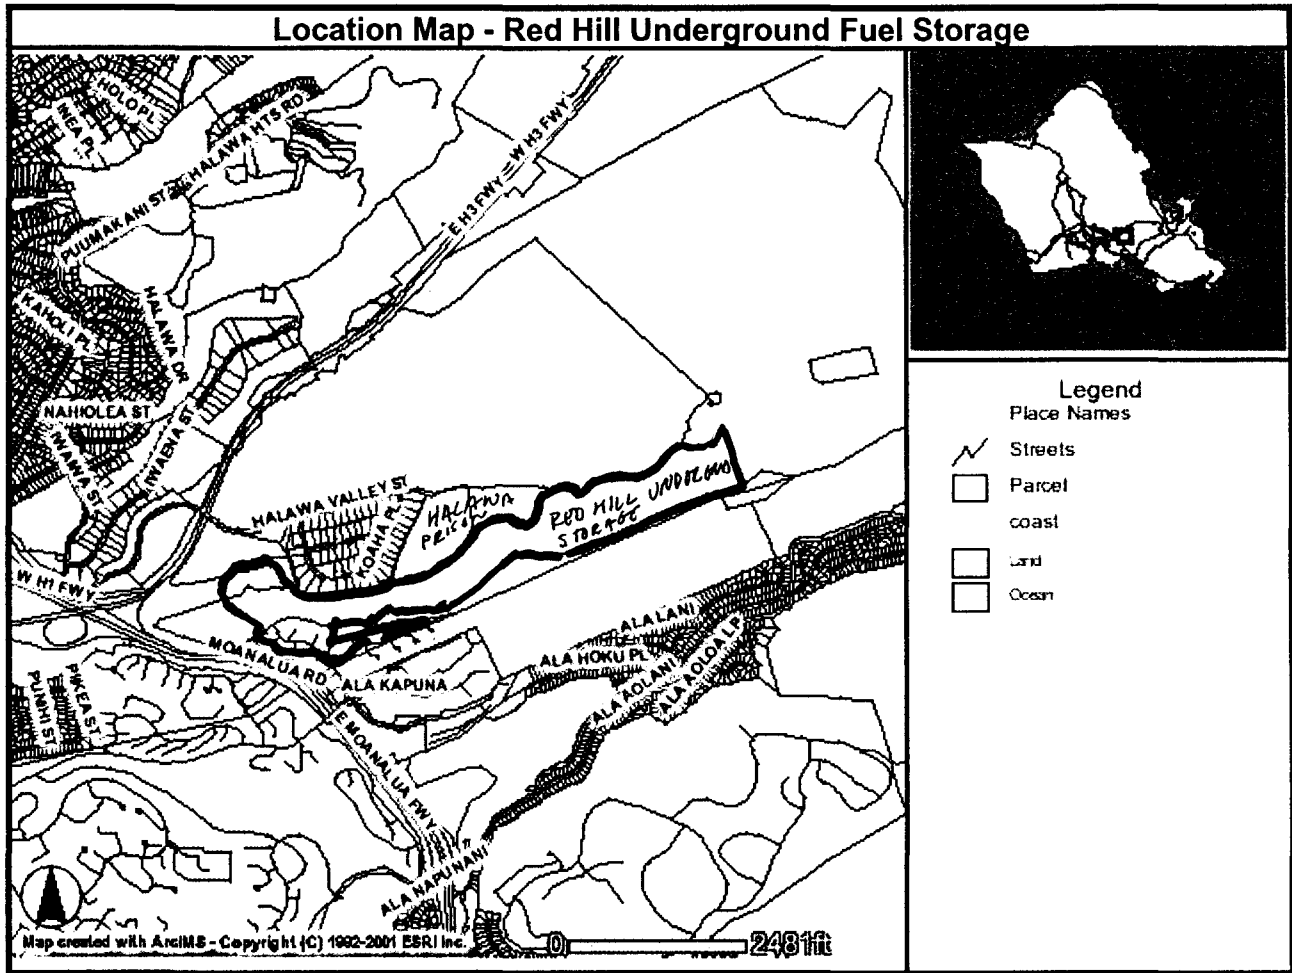 Location Map - Red Hill Underground Fuel Storage
HOLO PL
INEA PL
HALAWA HTS RD
PUUMAKANI ST
W H3 FWY
E H3 FWY
KAHOLI PL
HALAWA DR
NAHIOLEA ST
IWAIWA ST
IWAENA ST
HALAWA VALLEY ST
KOAHA PL
HALAWA
PRISON
RED HILL
STORAGE
W H1 FWY
MOANALUA RD
ALA KAPUNA
ALA LANI
ALA HOKU PL
ALA AOLANI
ALA AOLOA LP
PUNIHI ST
PIKEA ST
E MOANALUA FWY
ALA NAPUNANI
Map created with ArcIMS - Copyright (C) 1992-2001 ESRI Inc.
0 2481ft
Legend
Place Names
Streets
Parcel
coast
Land
Ocean